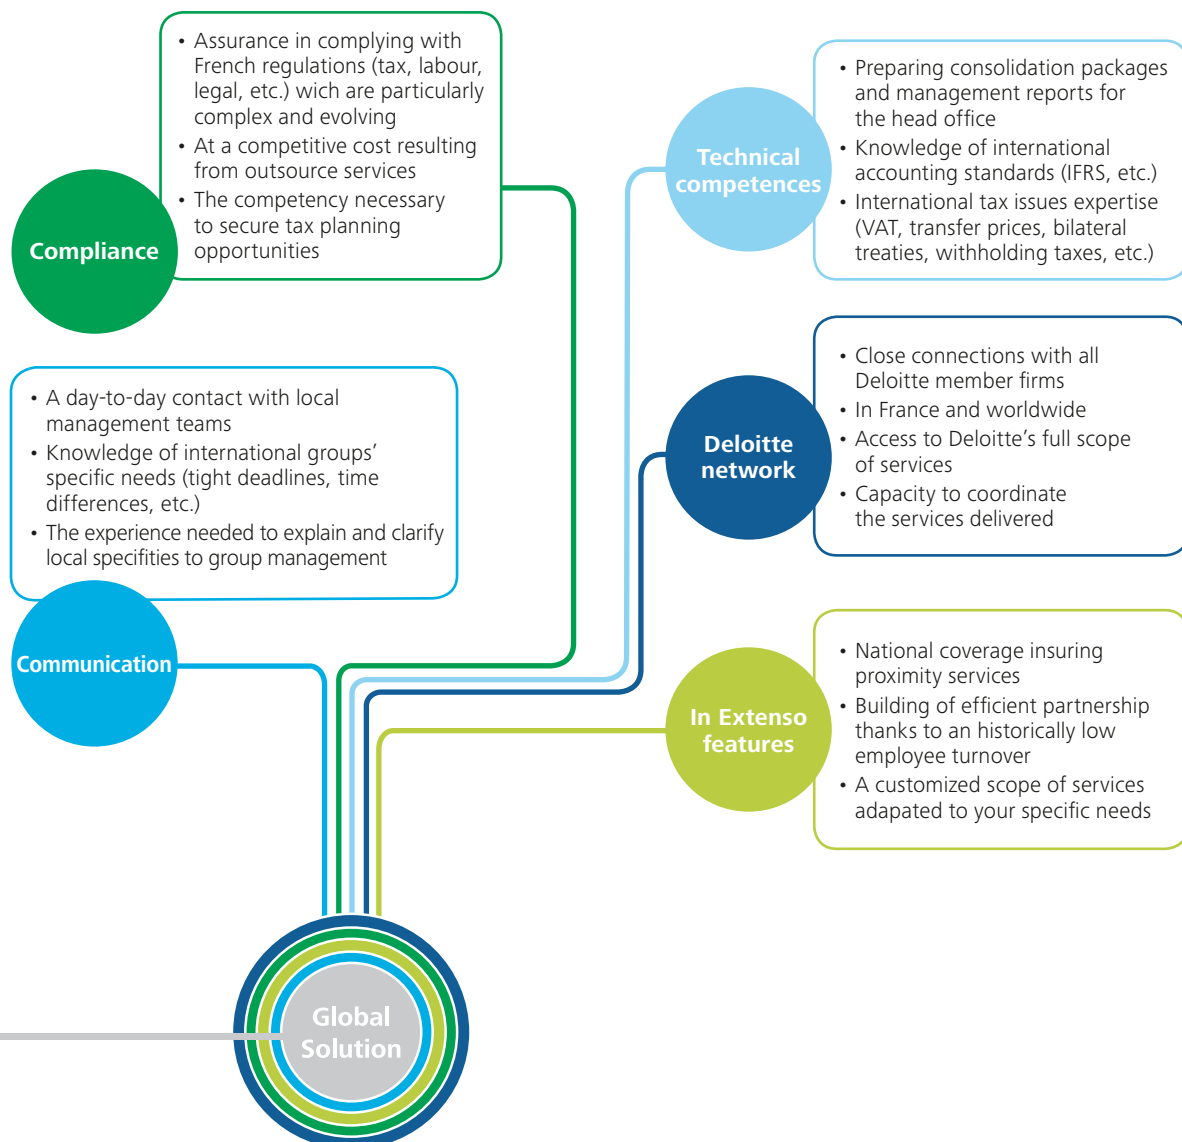 • Assurance in complying with
French regulations (tax, labour,
legal, etc.) wich are particularly
complex and evolving
• At a competitive cost resulting
from outsource services
• The competency necessary
to secure tax planning
opportunities
Compliance
• A day-to-day contact with local
management teams
• Knowledge of international groups’
specific needs (tight deadlines, time
differences, etc.)
• The experience needed to explain and clarify
local specifities to group management
Communication
Technical
competences
• Preparing consolidation packages
and management reports for
the head office
• Knowledge of international
accounting standards (IFRS, etc.)
• International tax issues expertise
(VAT, transfer prices, bilateral
treaties, withholding taxes, etc.)
Deloitte
network
• Close connections with all
Deloitte member firms
• In France and worldwide
• Access to Deloitte’s full scope
of services
• Capacity to coordinate
the services delivered
In Extenso
features
• National coverage insuring
proximity services
• Building of efficient partnership
thanks to an historically low
employee turnover
• A customized scope of services
adapated to your specific needs
Global
Solution